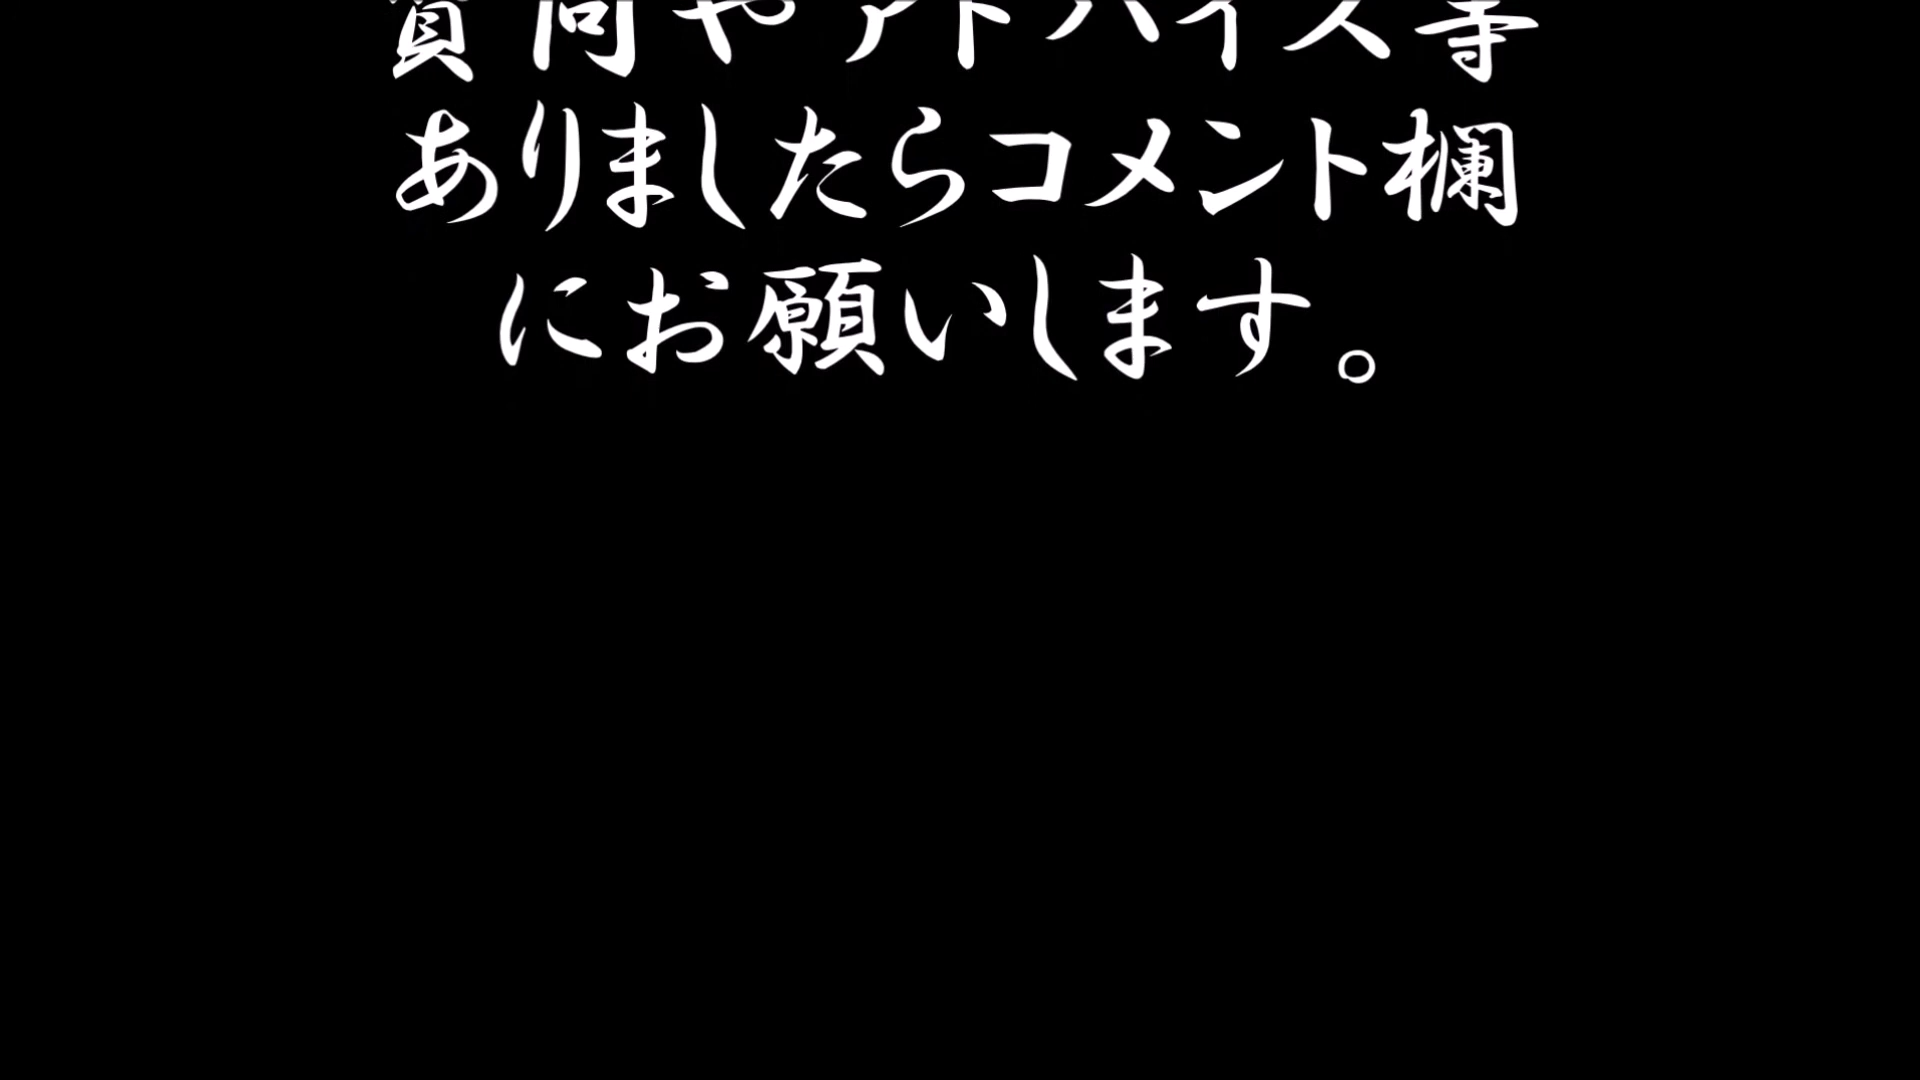 質問やアドバイス等
ありましたらコメント欄
にお願いします。